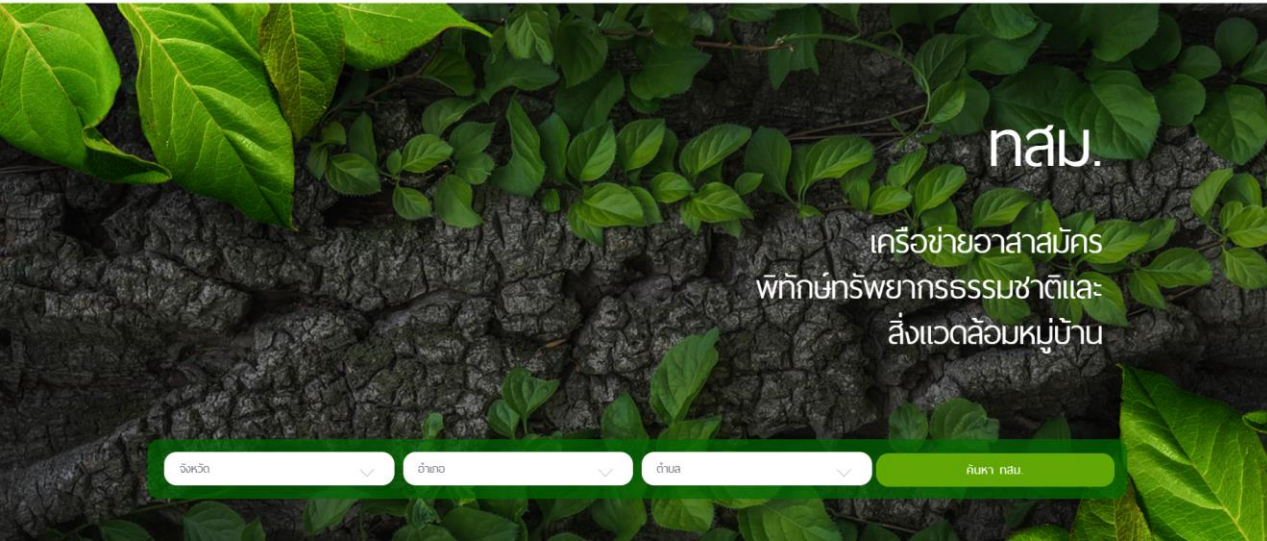 ทสม.
เครือข่ายอาสาสมัคร
พิทักษ์ทรัพยากรธรรมชาติและ
สิ่งแวดล้อมหมู่บ้าน
จังหวัด
อำเภอ
ตำบล
ค้นหา ทสม.